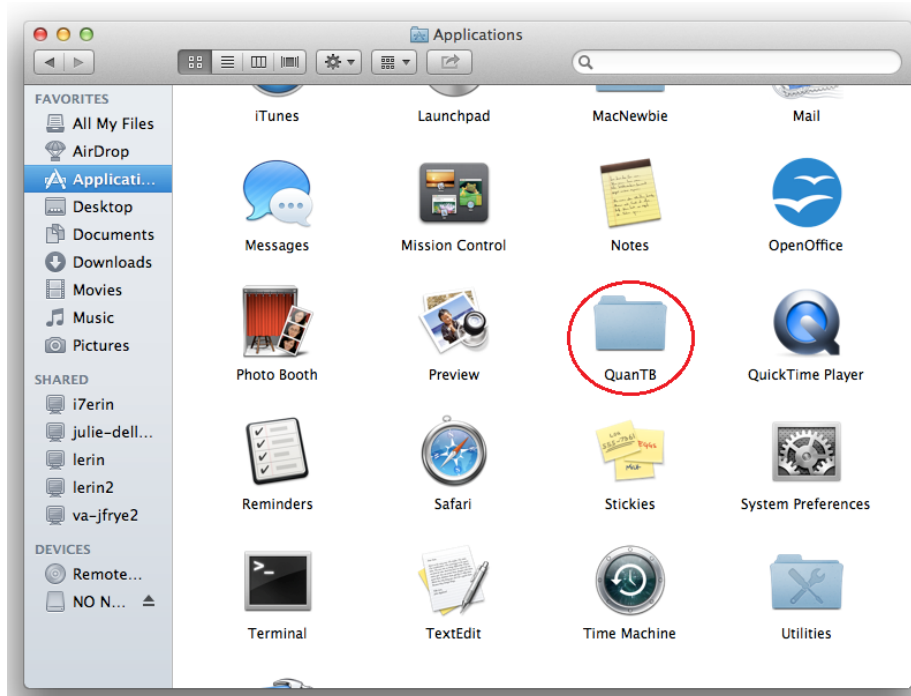 Applications
FAVORITES
All My Files
AirDrop
Applicati...
Desktop
Documents
Downloads
Movies
Music
Pictures
SHARED
i7erin
julie-dell...
lerin
lerin2
va-jfrye2
DEVICES
Remote...
NO N...
iTunes Launchpad MacNewbie Mail
Messages Mission Control Notes OpenOffice
Photo Booth Preview QuanTB QuickTime Player
Reminders Safari Stickies System Preferences
Terminal TextEdit Time Machine Utilities